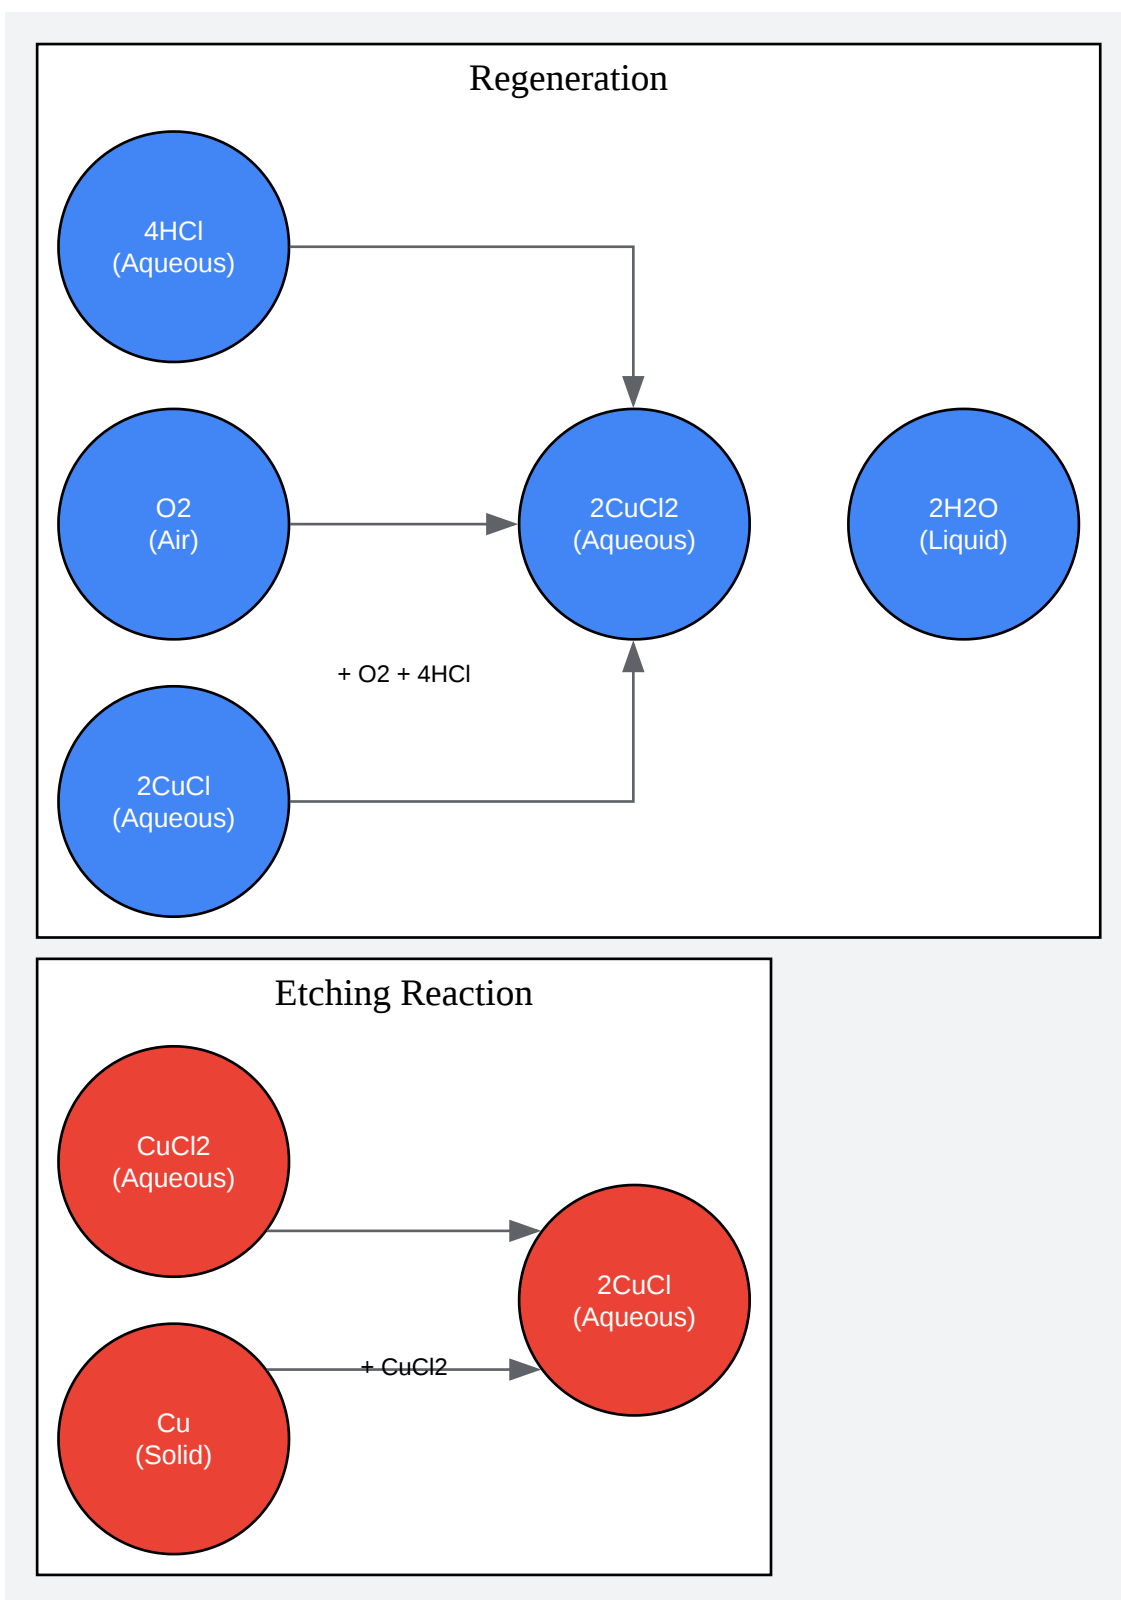 Regeneration
4HCl
(Aqueous)
O2
(Air)
2CuCl2
(Aqueous)
2H2O
(Liquid)
+ O2 + 4HCl
2CuCl
(Aqueous)
Etching Reaction
CuCl2
(Aqueous)
2CuCl
(Aqueous)
+ CuCl2
Cu
(Solid)